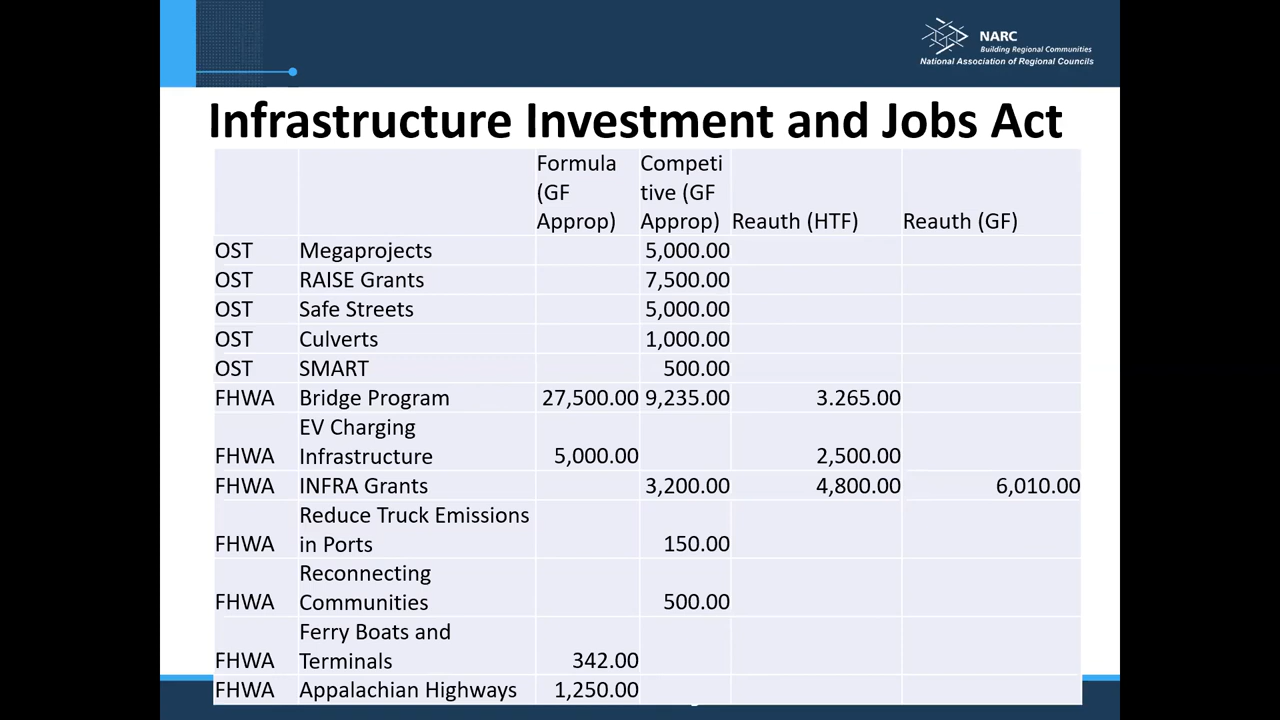 NARC
Building Regional Communities
National Association of Regional Councils
Infrastructure Investment and Jobs Act
Formula (GF Approp) Competi tive (GF Approp) Reauth (HTF) Reauth (GF)
OST Megaprojects 5,000.00
OST RAISE Grants 7,500.00
OST Safe Streets 5,000.00
OST Culverts 1,000.00
OST SMART 500.00
FHWA Bridge Program 27,500.00 9,235.00 3.265.00
FHWA EV Charging Infrastructure 5,000.00 2,500.00
FHWA INFRA Grants 3,200.00 4,800.00 6,010.00
FHWA Reduce Truck Emissions in Ports 150.00
FHWA Reconnecting Communities 500.00
FHWA Ferry Boats and Terminals 342.00
FHWA Appalachian Highways 1,250.00